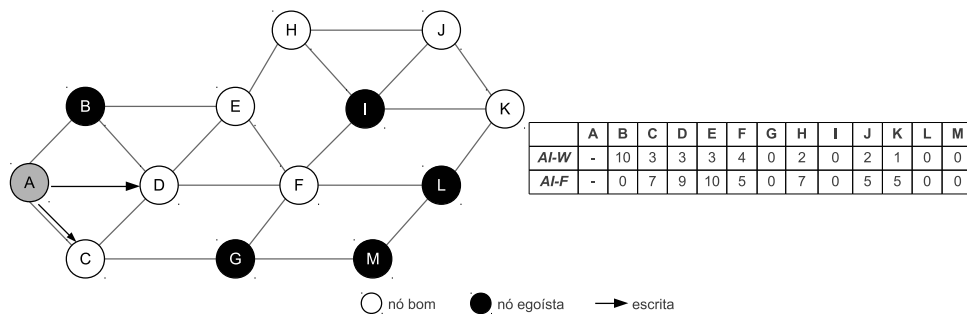 H J
B E I K
A D F L
C G M
A B C D E F G H I J K L M
AI-W - 10 3 3 3 4 0 2 0 2 1 0 0
AI-F - 0 7 9 10 5 0 7 0 5 5 0 0
nó bom nó egoísta escrita